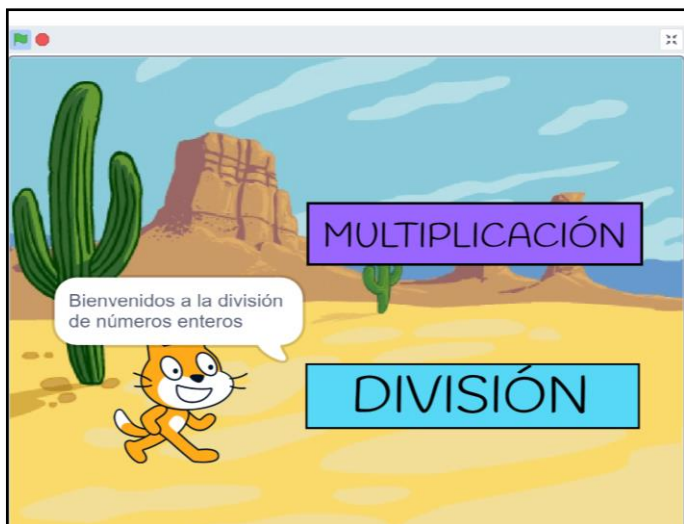 MULTIPLICACIÓN
Bienvenidos a la división
de números enteros
DIVISIÓN